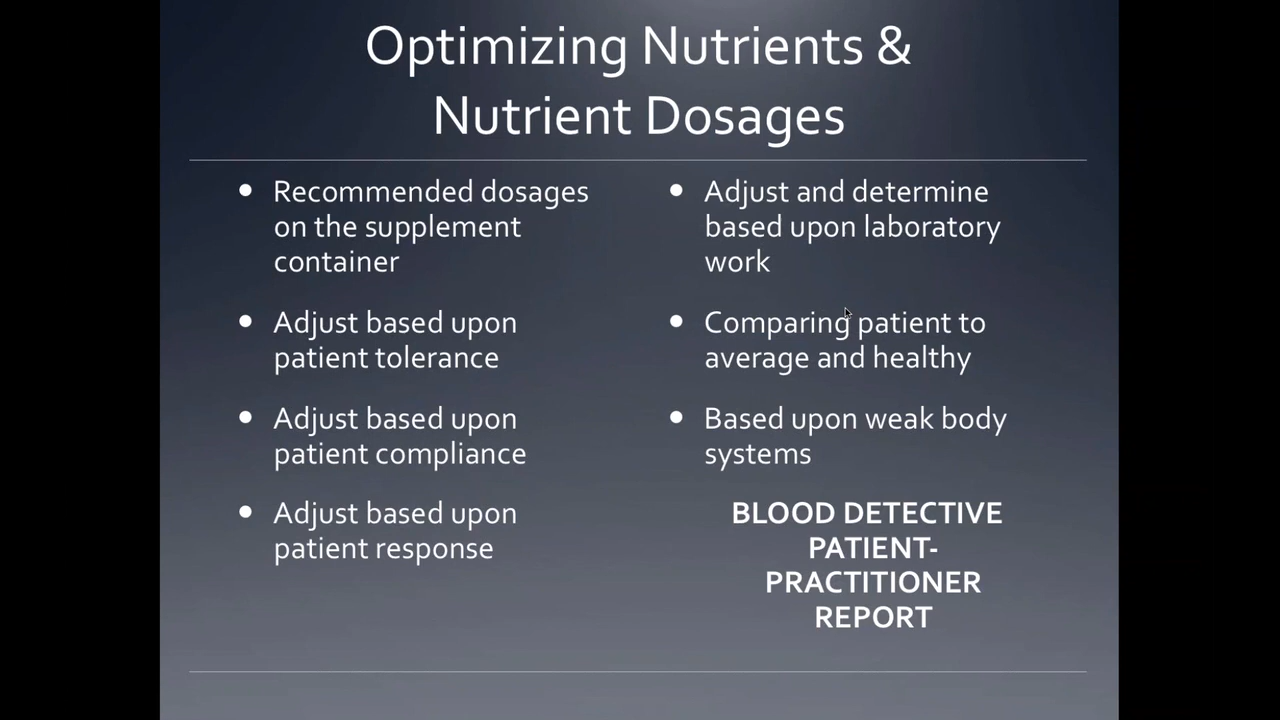 Optimizing Nutrients &
Nutrient Dosages
• Recommended dosages
on the supplement
container
• Adjust based upon
patient tolerance
• Adjust based upon
patient compliance
• Adjust based upon
patient response
• Adjust and determine
based upon laboratory
work
• Comparing patient to
average and healthy
• Based upon weak body
systems
BLOOD DETECTIVE
PATIENT-
PRACTITIONER
REPORT